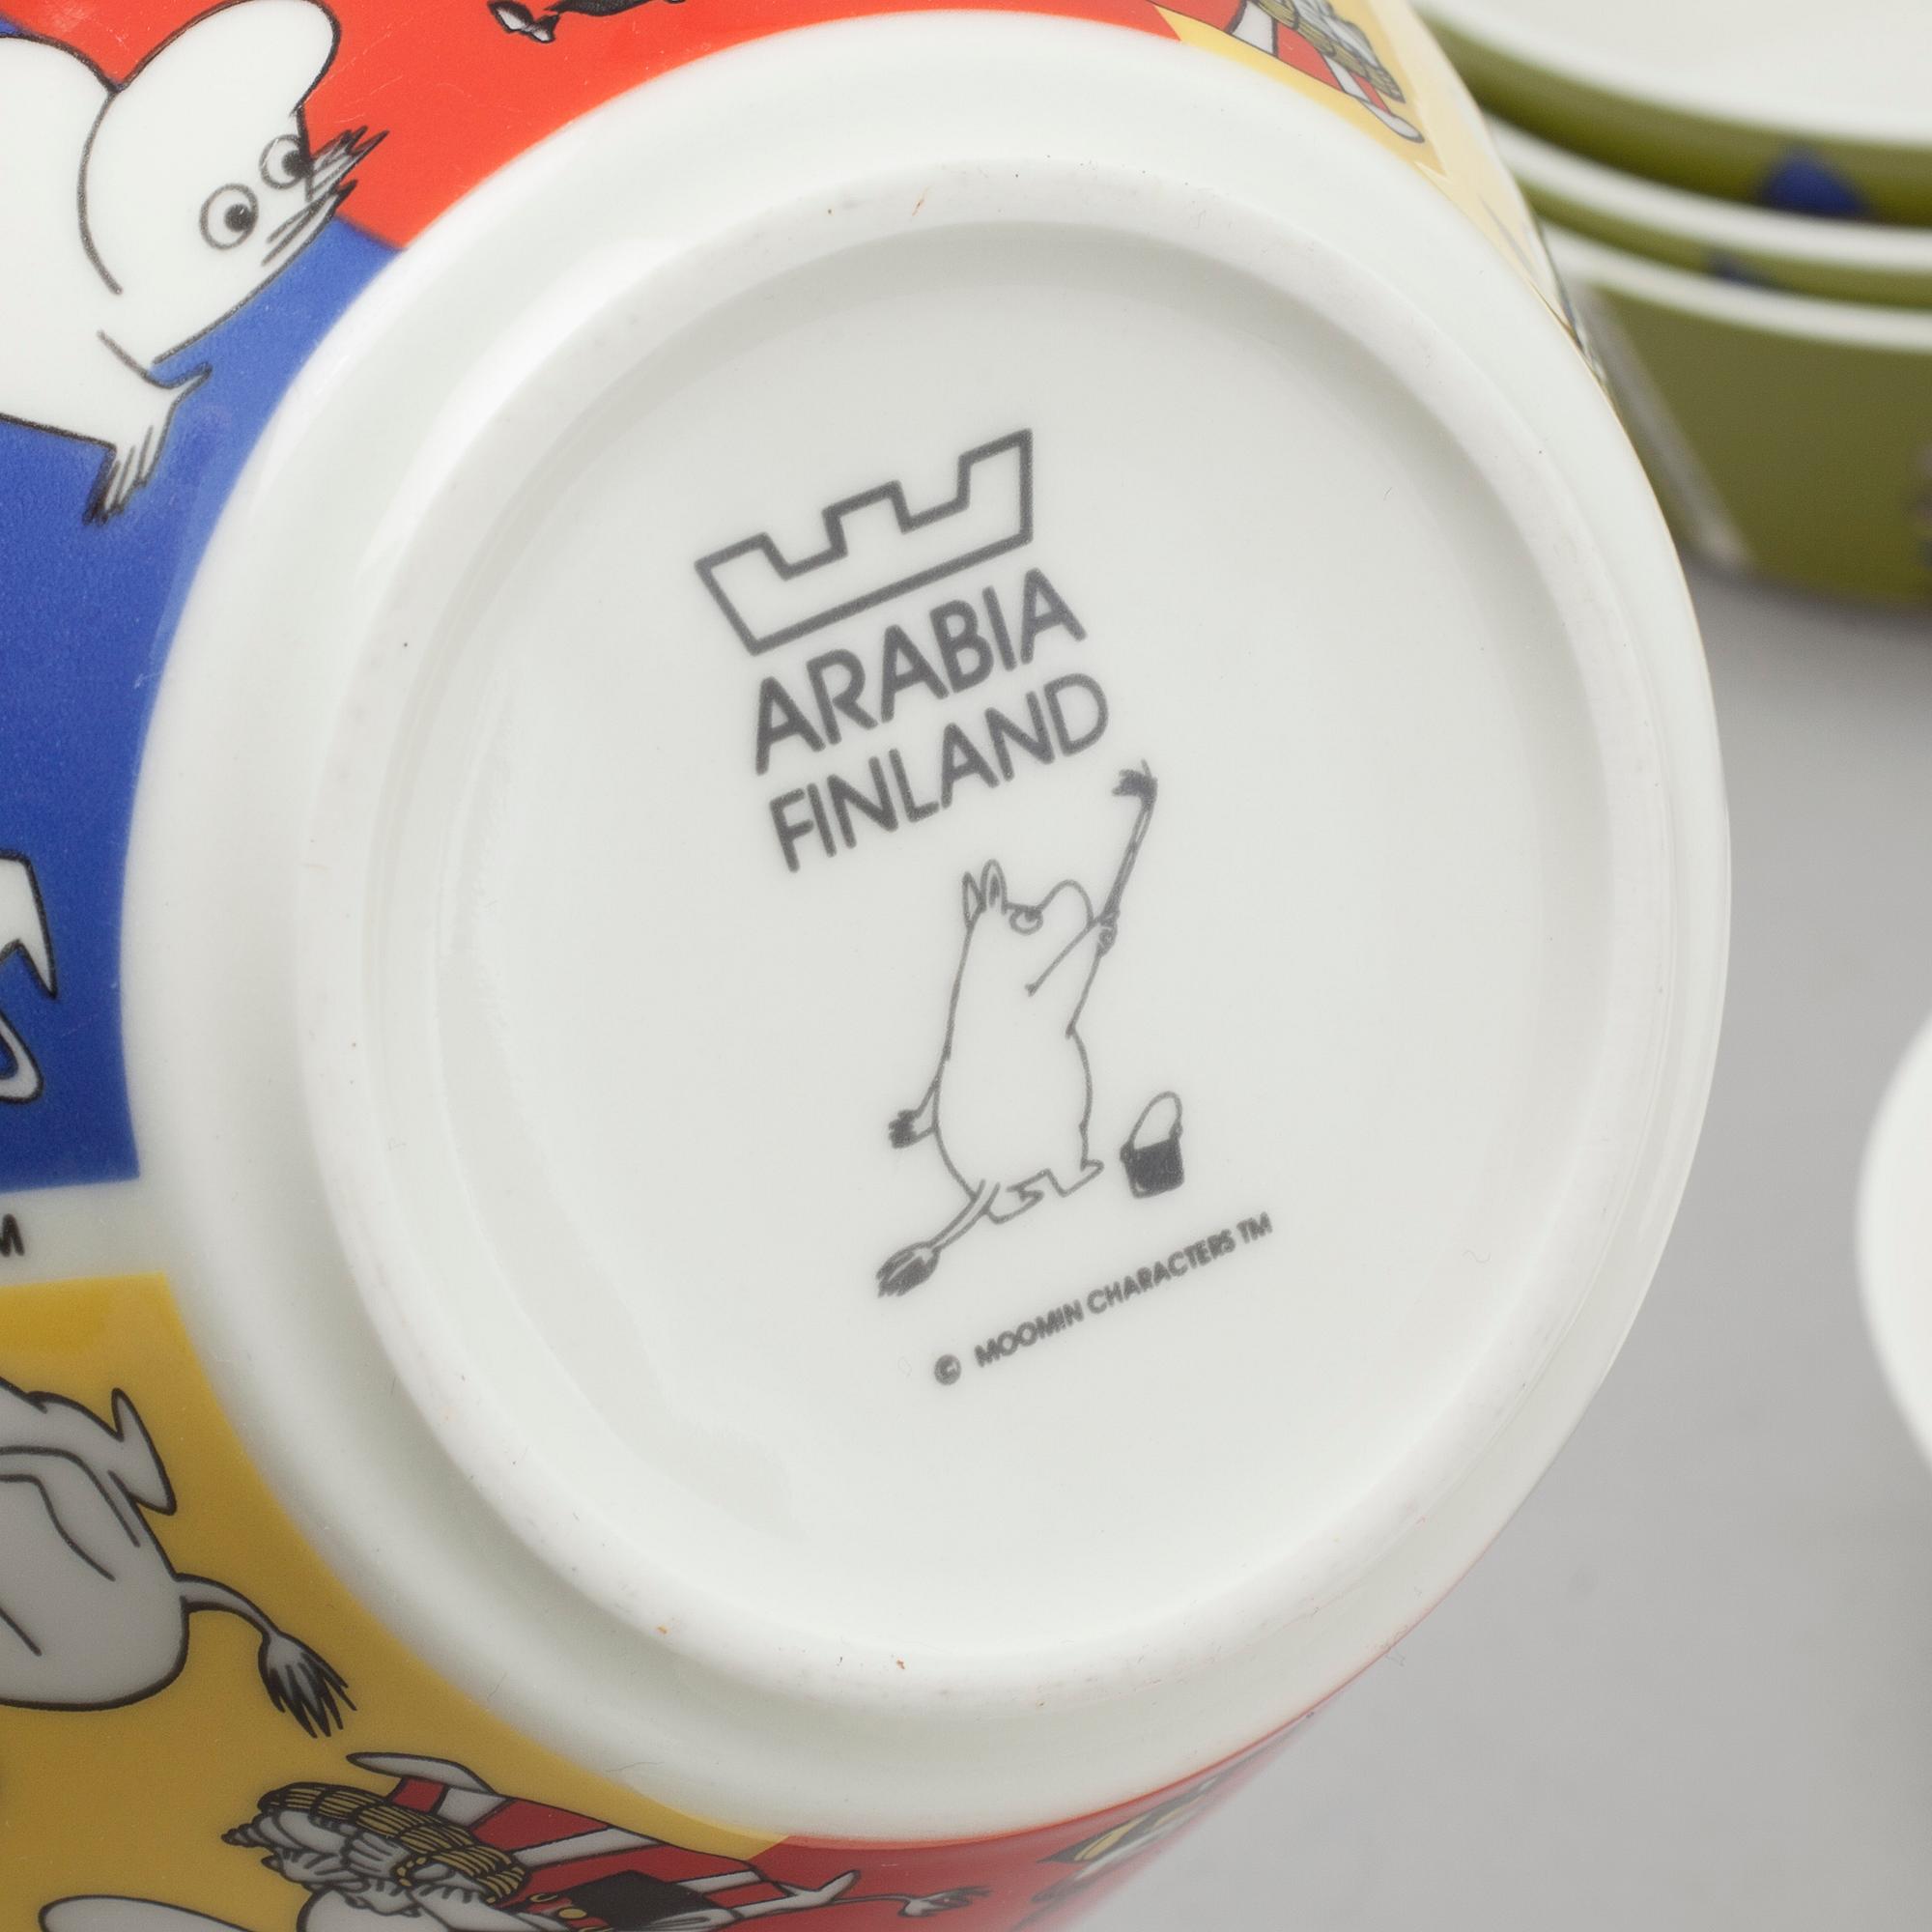 ARABIA
FINLAND
© MOOMIN CHARACTERS TM